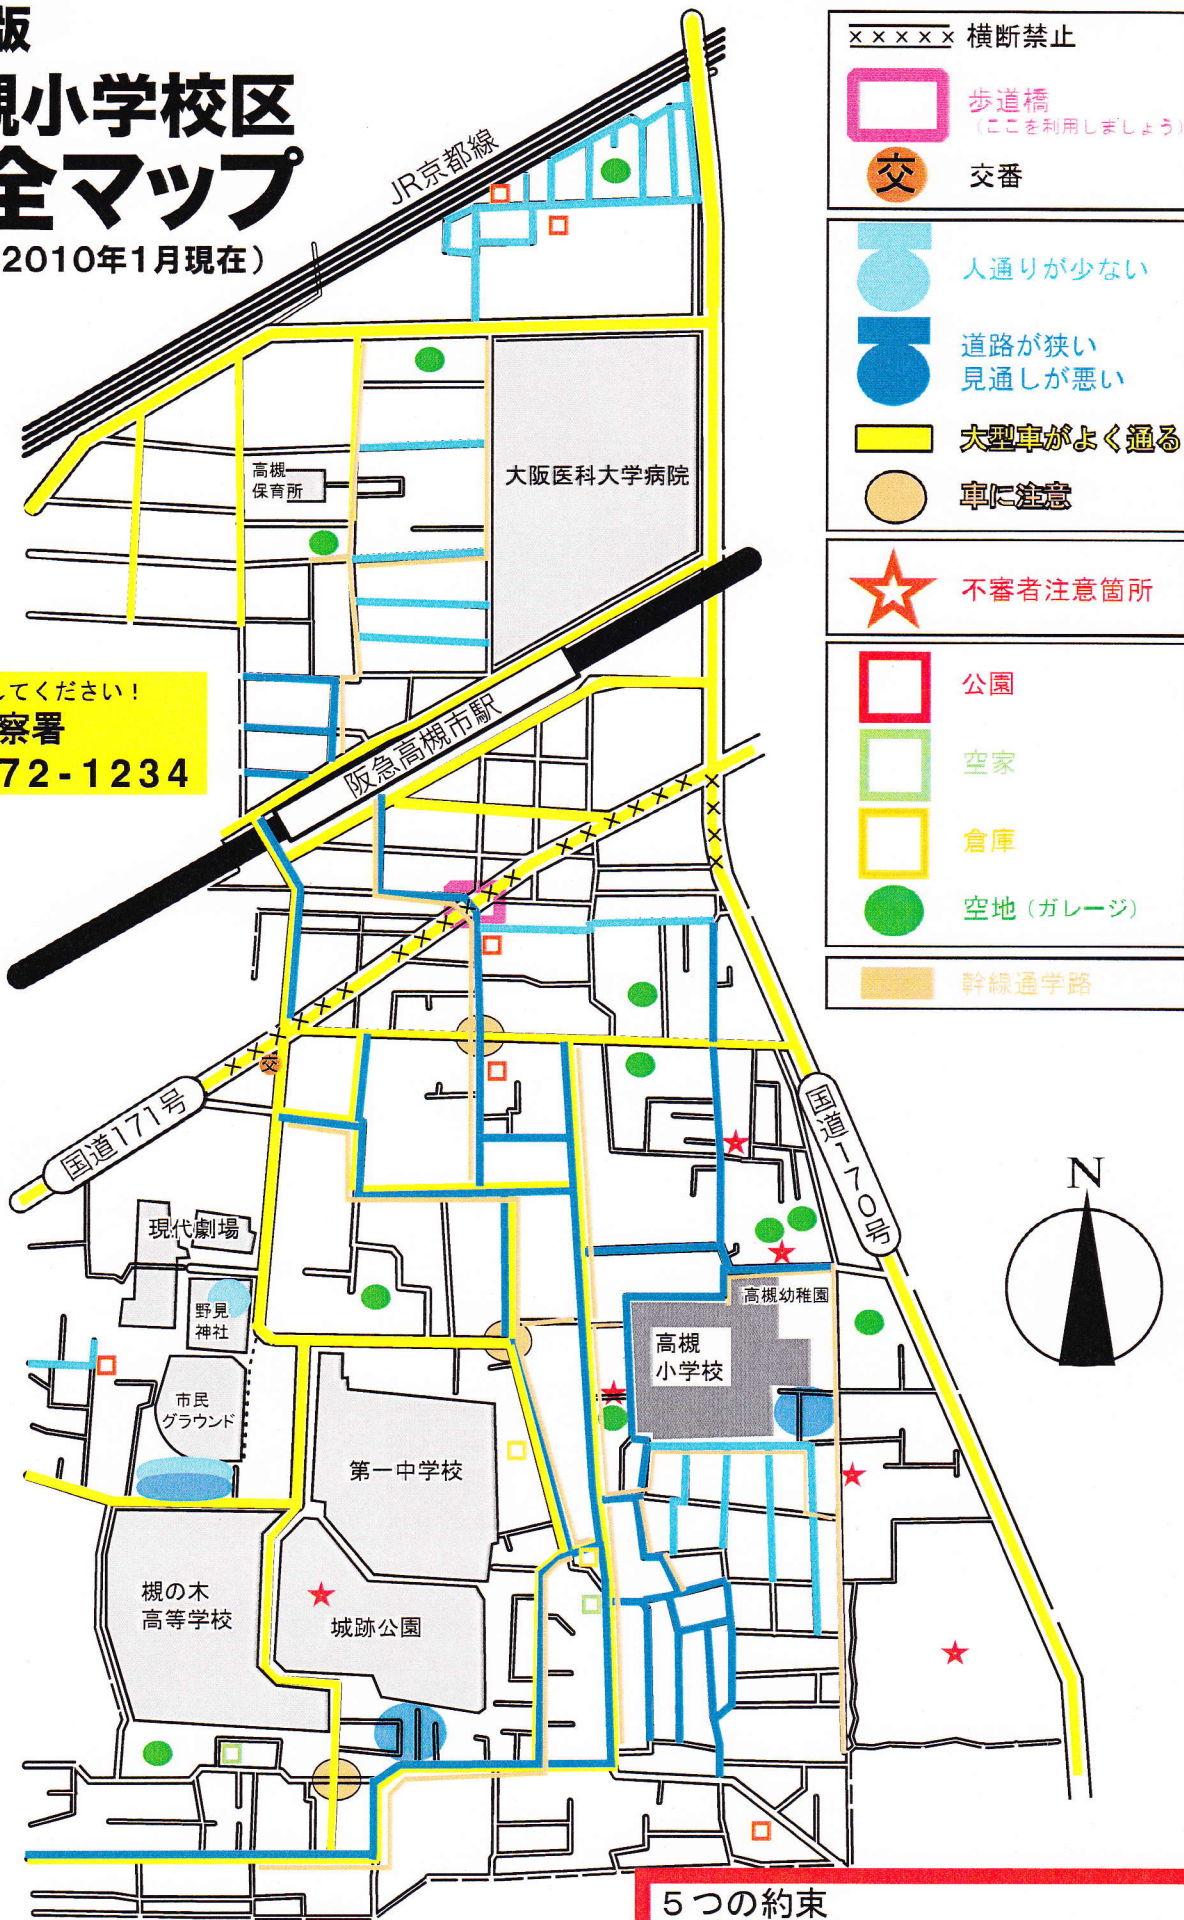 版
槻小学校区
全マップ
2010年1月現在）
JR京都線
×××××横断禁止
歩道橋
（ここを利用しましょう）
交 交番
人通りが少ない
道路が狭い
見通しが悪い
大型車がよく通る
車に注意
不審者注意箇所
公園
空家
倉庫
空地（ガレージ）
幹線通学路
高槻
保育所
大阪医科大学病院
してください！
察署
72-1234
阪急高槻市駅
交
国道171号
国道170号
N
現代劇場
野見
神社
高槻幼稚園
高槻
小学校
市民
グラウンド
第一中学校
槻の木
高等学校
城跡公園
5つの約束